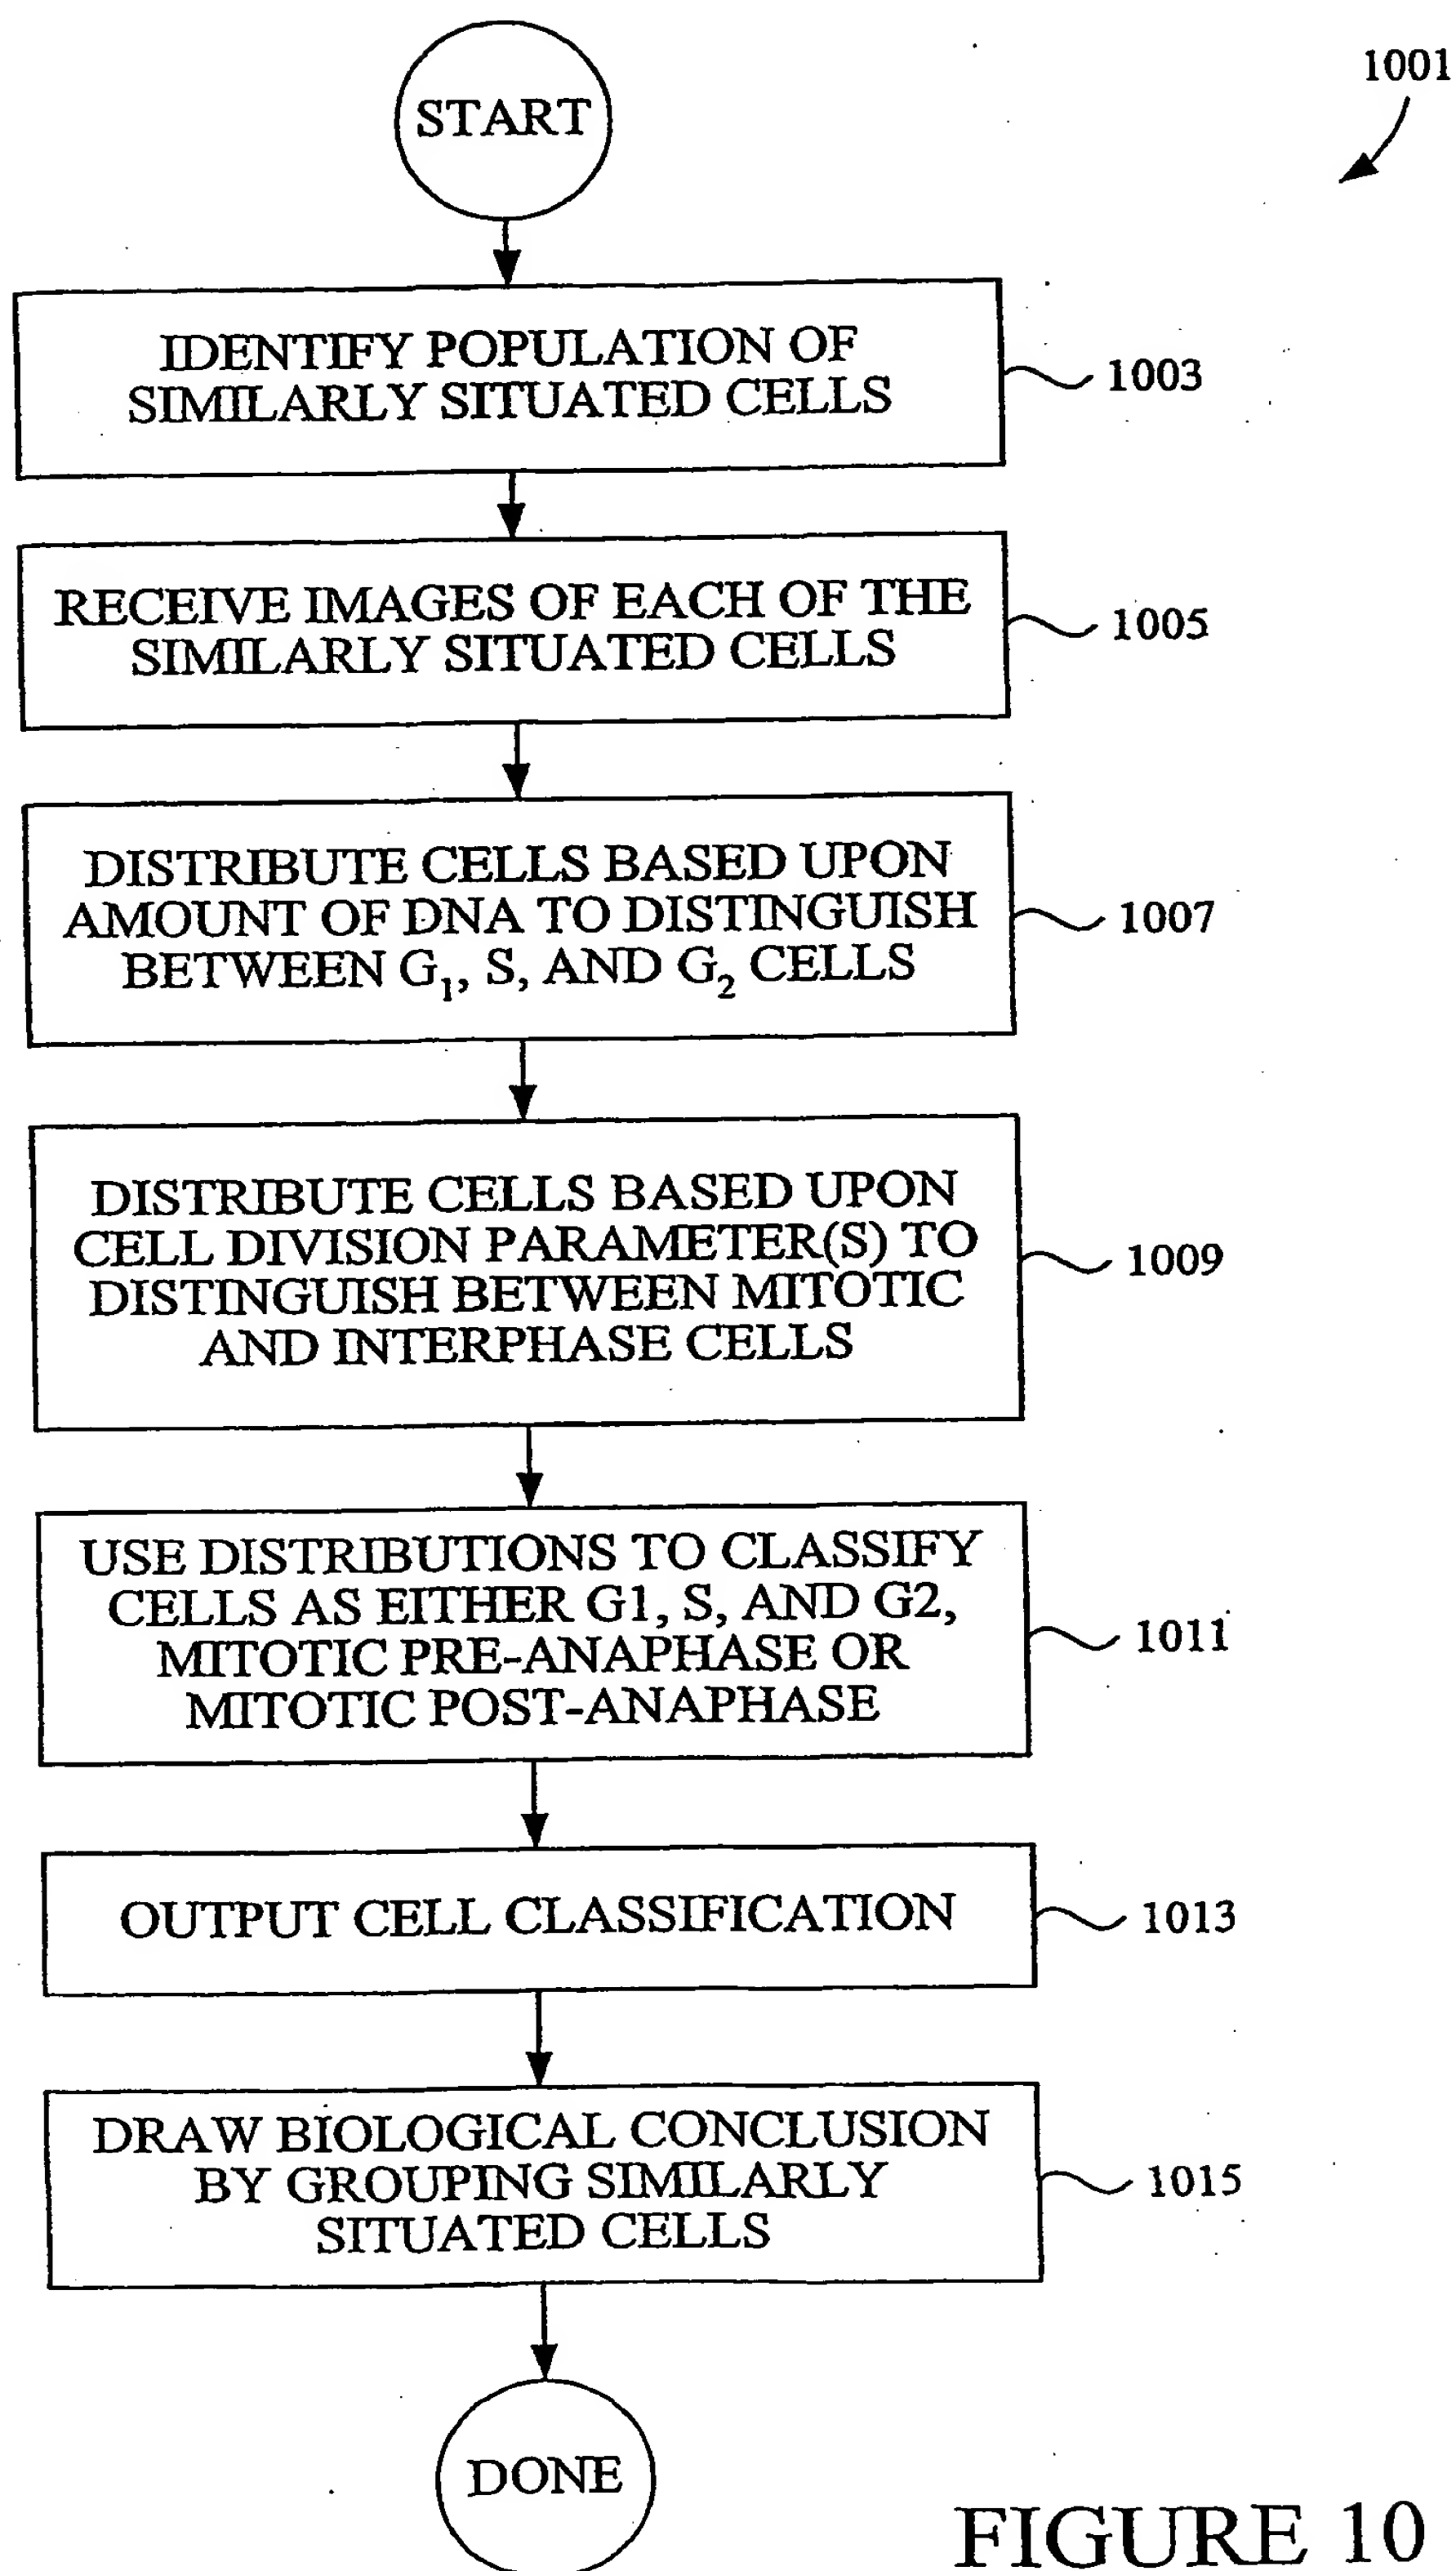 START
1001
IDENTIFY POPULATION OF
SIMILARLY SITUATED CELLS
1003
RECEIVE IMAGES OF EACH OF THE
SIMILARLY SITUATED CELLS
1005
DISTRIBUTE CELLS BASED UPON
AMOUNT OF DNA TO DISTINGUISH
BETWEEN G₁, S, AND G₂ CELLS
1007
DISTRIBUTE CELLS BASED UPON
CELL DIVISION PARAMETER(S) TO
DISTINGUISH BETWEEN MITOTIC
AND INTERPHASE CELLS
1009
USE DISTRIBUTIONS TO CLASSIFY
CELLS AS EITHER G1, S, AND G2,
MITOTIC PRE-ANAPHASE OR
MITOTIC POST-ANAPHASE
1011
OUTPUT CELL CLASSIFICATION
1013
DRAW BIOLOGICAL CONCLUSION
BY GROUPING SIMILARLY
SITUATED CELLS
1015
DONE
FIGURE 10